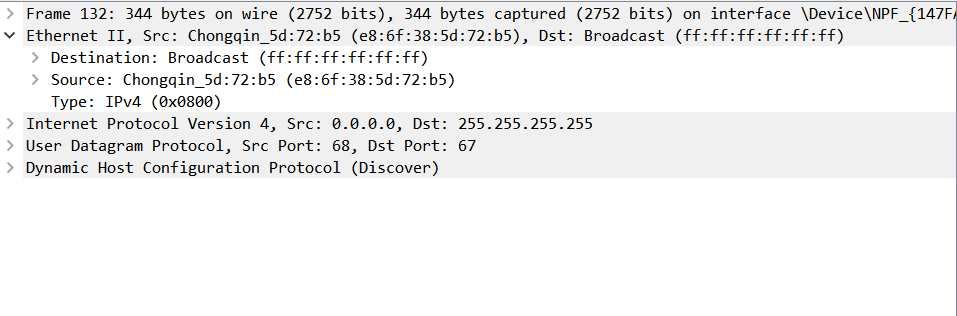 Frame 132: 344 bytes on wire (2752 bits), 344 bytes captured (2752 bits) on interface \Device\NPF_{147FA
Ethernet II, Src: Chongqin_5d:72:b5 (e8:6f:38:5d:72:b5), Dst: Broadcast (ff:ff:ff:ff:ff:ff)
Destination: Broadcast (ff:ff:ff:ff:ff:ff)
Source: Chongqin_5d:72:b5 (e8:6f:38:5d:72:b5)
Type: IPv4 (0x0800)
Internet Protocol Version 4, Src: 0.0.0.0, Dst: 255.255.255.255
User Datagram Protocol, Src Port: 68, Dst Port: 67
Dynamic Host Configuration Protocol (Discover)